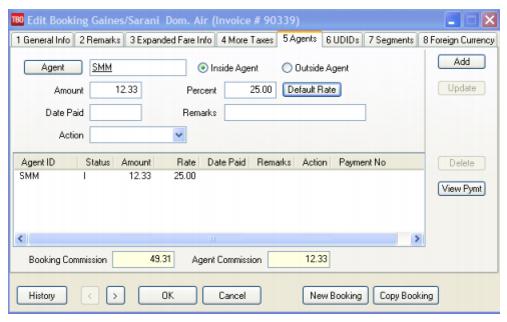 TBO Edit Booking Gaines/Sarani Dom. Air (Invoice # 90339)
1 General Info 2 Remarks 3 Expanded Fare Info 4 More Taxes 5 Agents 6 UDIDs 7 Segments 8 Foreign Currency
Agent SMM Inside Agent Outside Agent Add
Amount 12.33 Percent 25.00 Default Rate Update
Date Paid Remarks
Action
Agent ID Status Amount Rate Date Paid Remarks Action Payment No Delete
SMM I 12.33 25.00
View Pymt
Booking Commission 49.31 Agent Commission 12.33
History < > OK Cancel New Booking Copy Booking